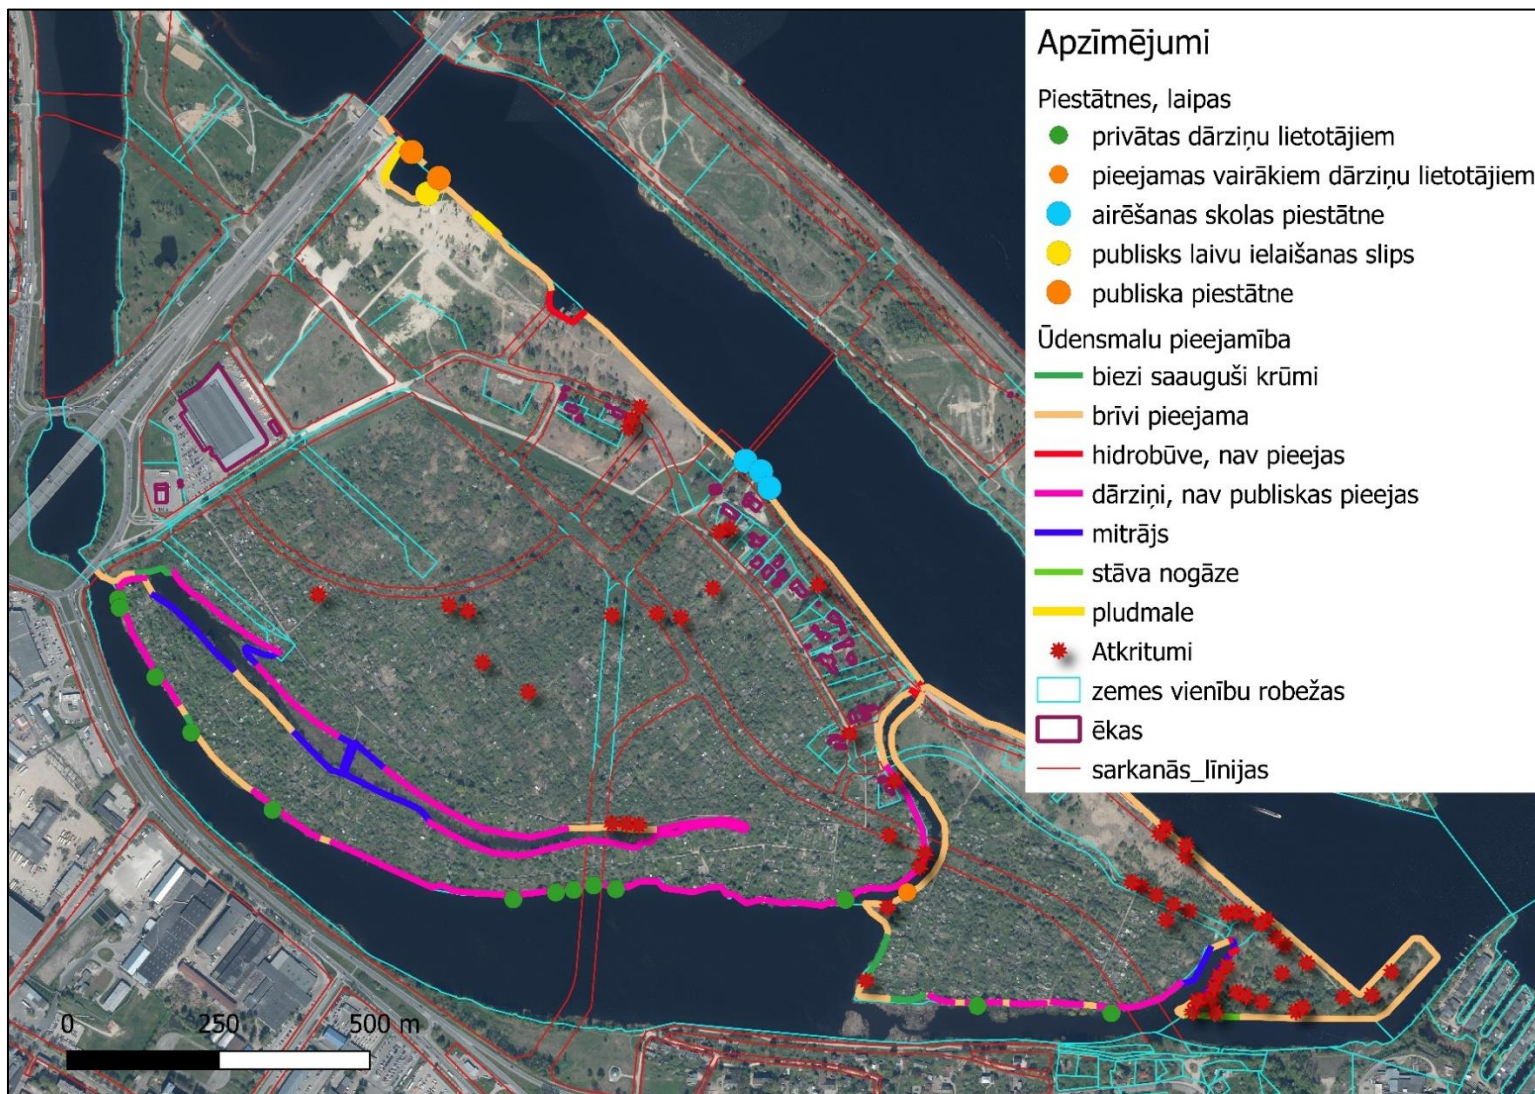 Apzīmējumi
Piestātnes, laipas
privātas dārziņu lietotājiem
pieejamas vairākiem dārziņu lietotājiem
airēšanas skolas piestātne
publisks laivu ielaišanas slips
publiska piestātne
Ūdensmalu pieejamība
biezi saauguši krūmi
brīvi pieejama
hidrobūve, nav pieejas
dārziņi, nav publiskas pieejas
mitrājs
stāva nogāze
pludmale
Atkritumi
zemes vienību robežas
ēkas
sarkanās_līnijas
0 250 500 m